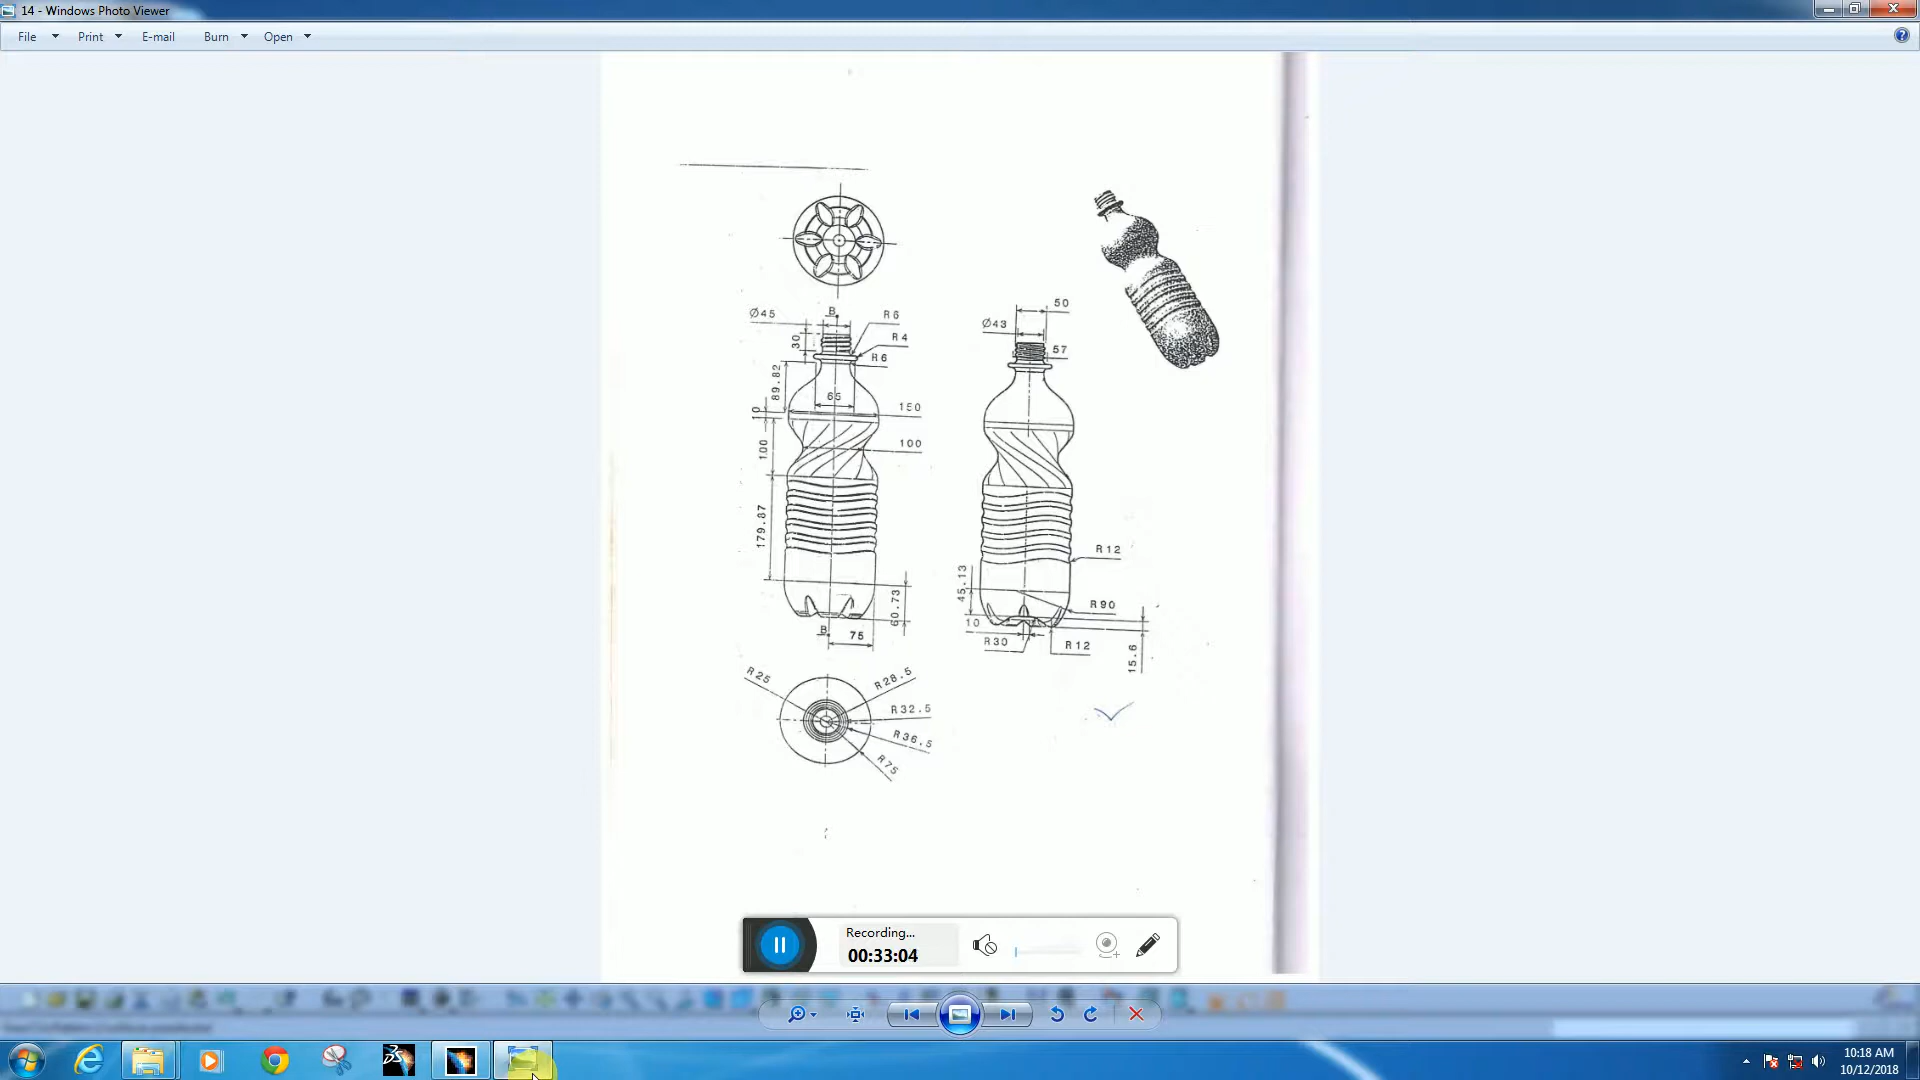 14 - Windows Photo Viewer
File Print E-mail Burn Open
Ø45
B
R6
R4
R6
30
89.82
65
10
150
100
100
179.87
60.73
B
75
50
Ø43
57
R12
45.13
R90
10
R30
R12
15.6
R25
R28.5
R32.5
R36.5
R75
Recording...
00:33:04
10:18 AM
10/12/2018